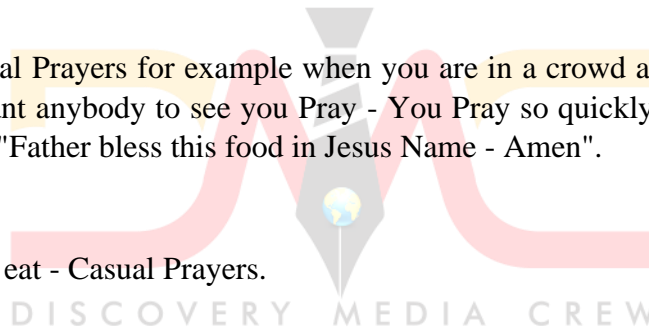 al Prayers for example when you are in a crowd a
nt anybody to see you Pray - You Pray so quickly
"Father bless this food in Jesus Name - Amen".
eat - Casual Prayers.
DISCOVERY MEDIA CREW